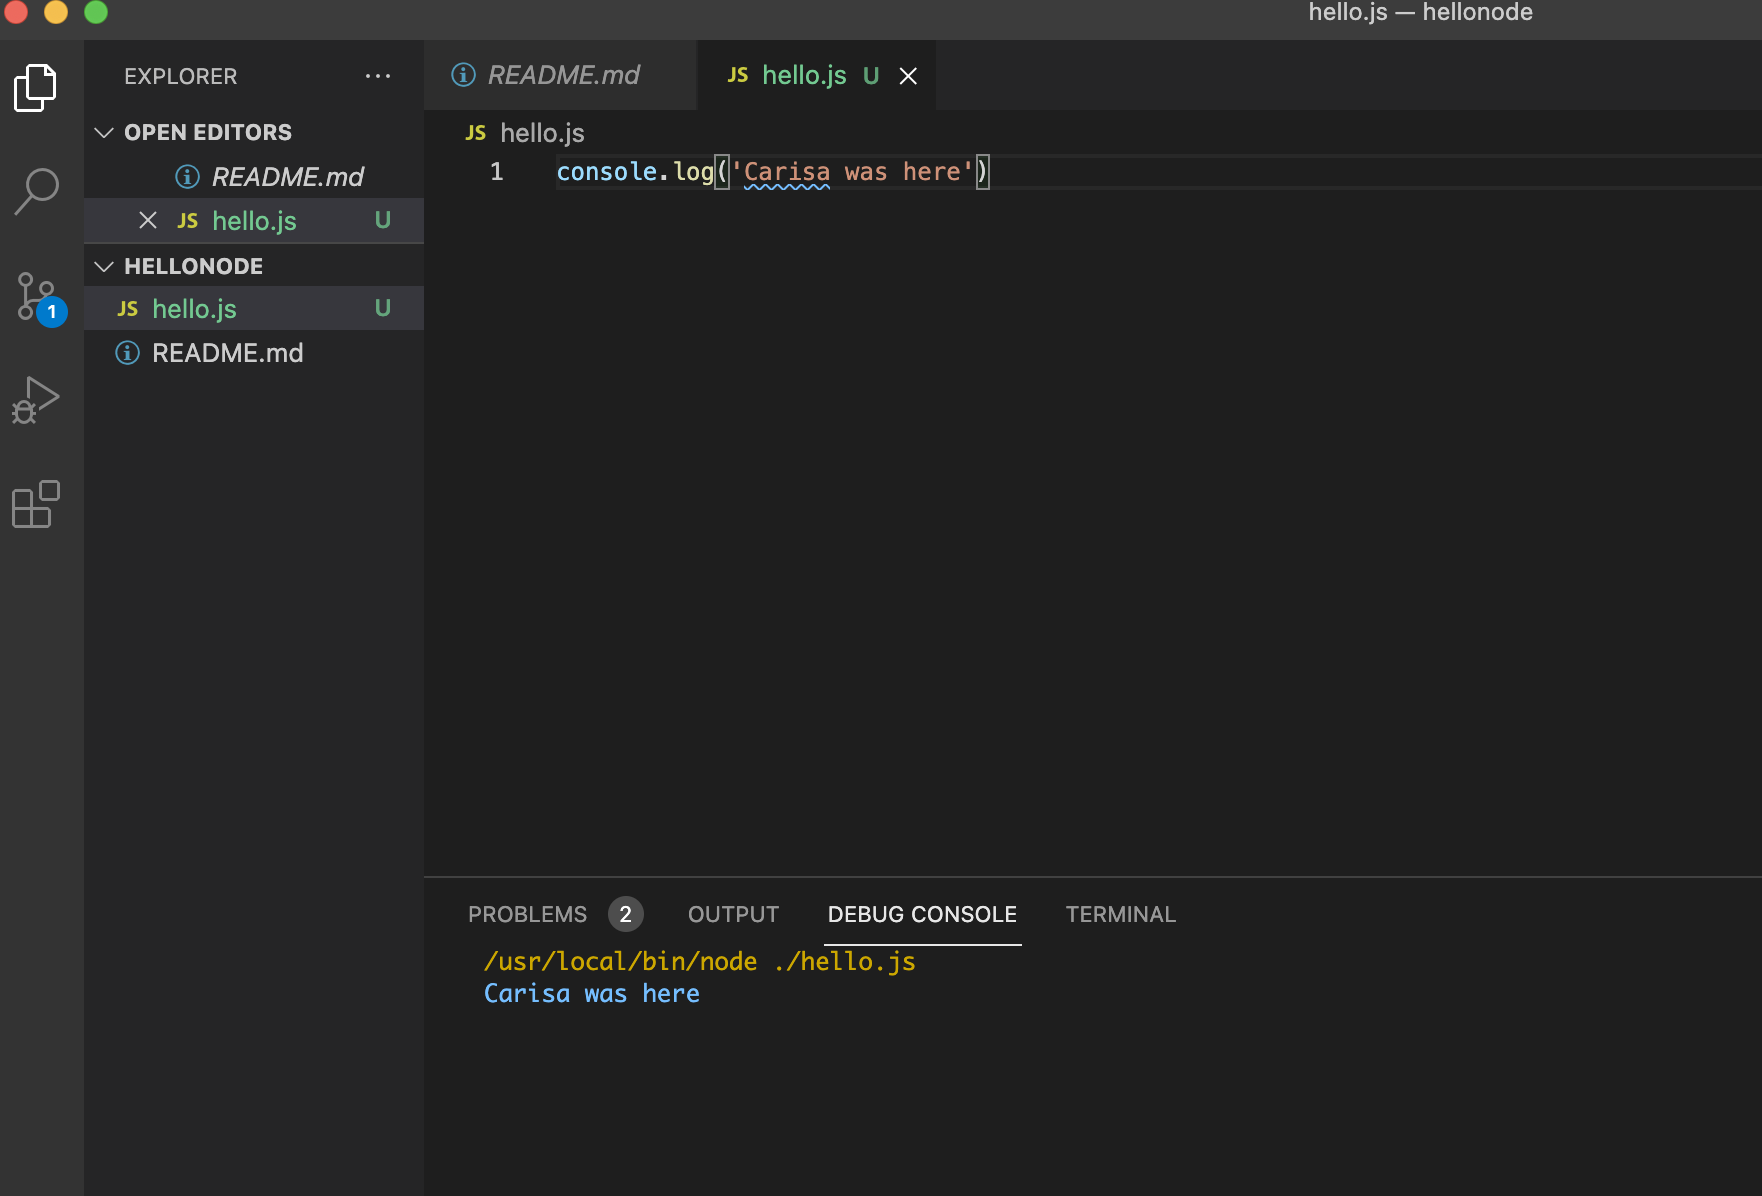 hello.js — hellonode
EXPLORER ...
OPEN EDITORS
README.md
JS hello.js U
HELLONODE
JS hello.js U
README.md
1
README.md
JS hello.js U
JS hello.js
1 console.log('Carisa was here')
PROBLEMS 2 OUTPUT DEBUG CONSOLE TERMINAL
/usr/local/bin/node ./hello.js
Carisa was here